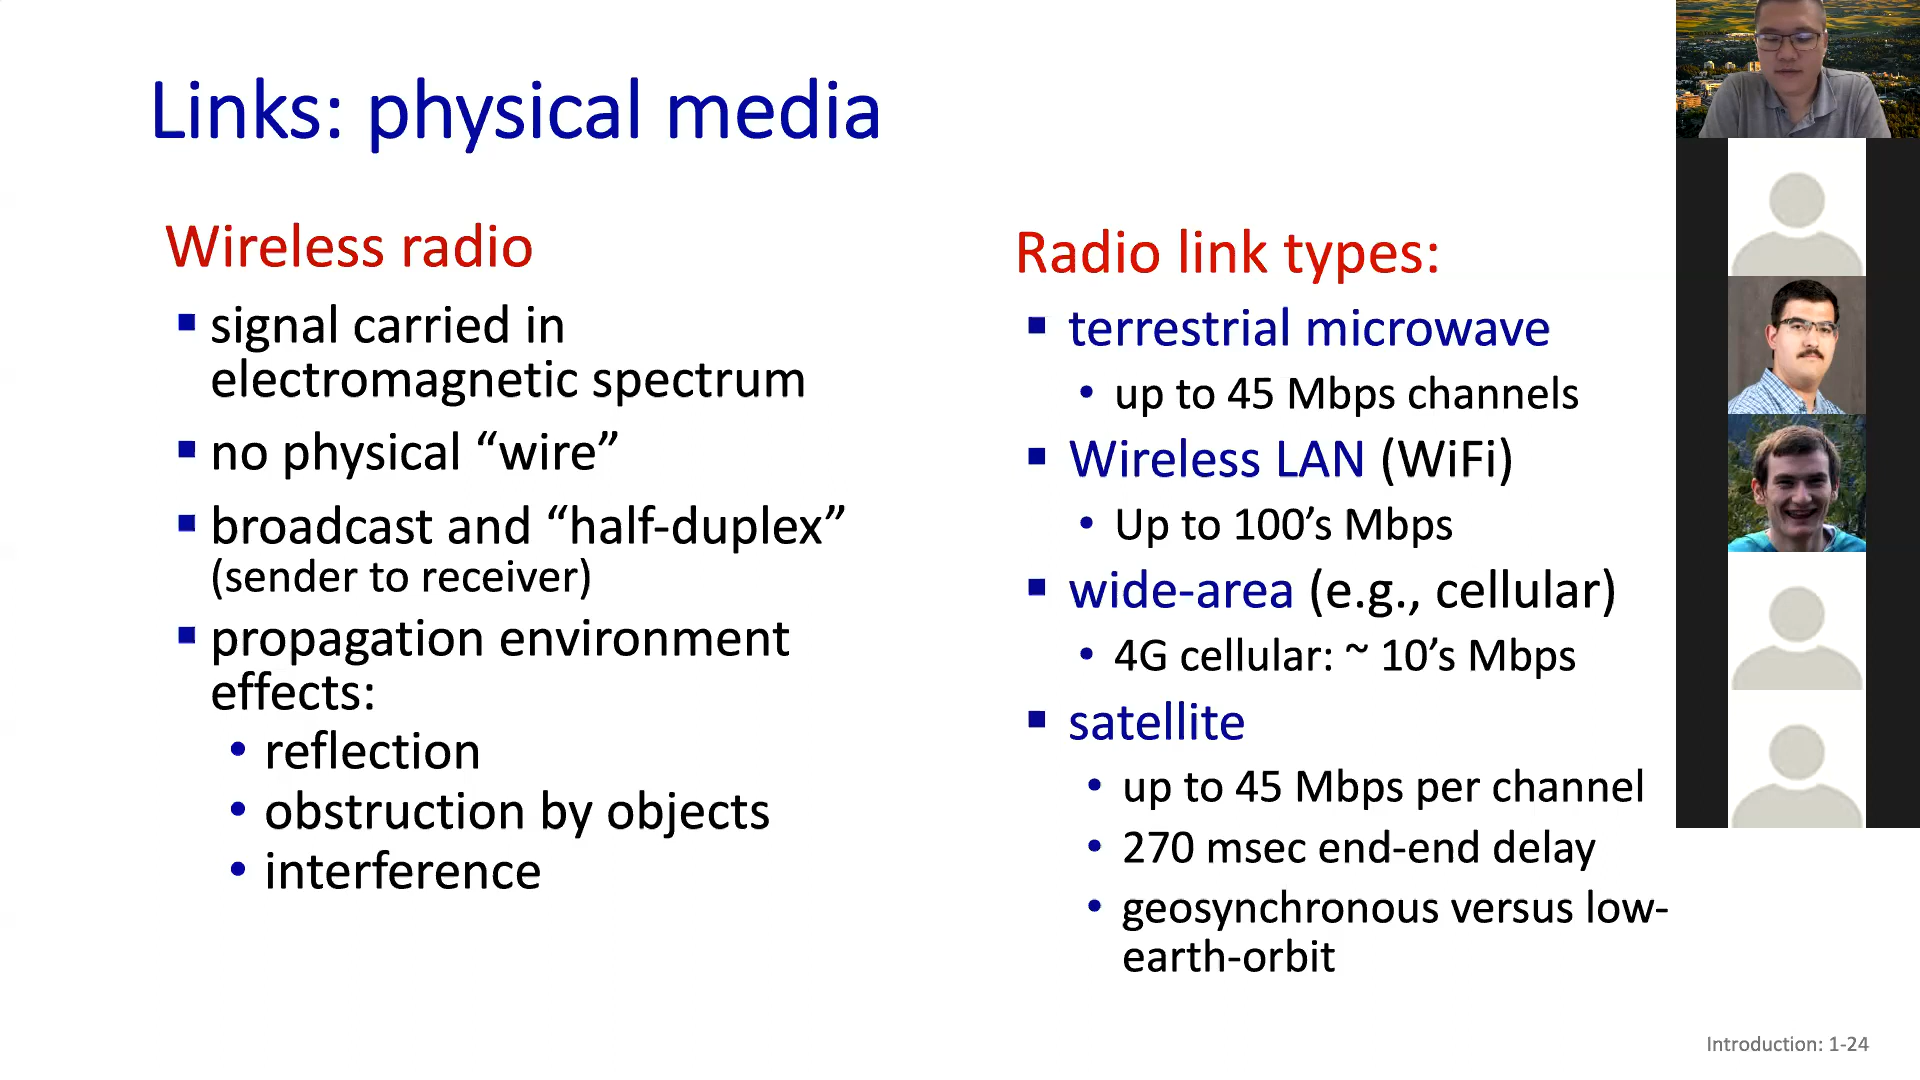 Links: physical media
Wireless radio
▪ signal carried in
electromagnetic spectrum
▪ no physical “wire”
▪ broadcast and “half-duplex”
(sender to receiver)
▪ propagation environment
effects:
• reflection
• obstruction by objects
• interference
Radio link types:
▪ terrestrial microwave
• up to 45 Mbps channels
▪ Wireless LAN (WiFi)
• Up to 100’s Mbps
▪ wide-area (e.g., cellular)
• 4G cellular: ~ 10’s Mbps
▪ satellite
• up to 45 Mbps per channel
• 270 msec end-end delay
• geosynchronous versus low-
earth-orbit
Introduction: 1-24